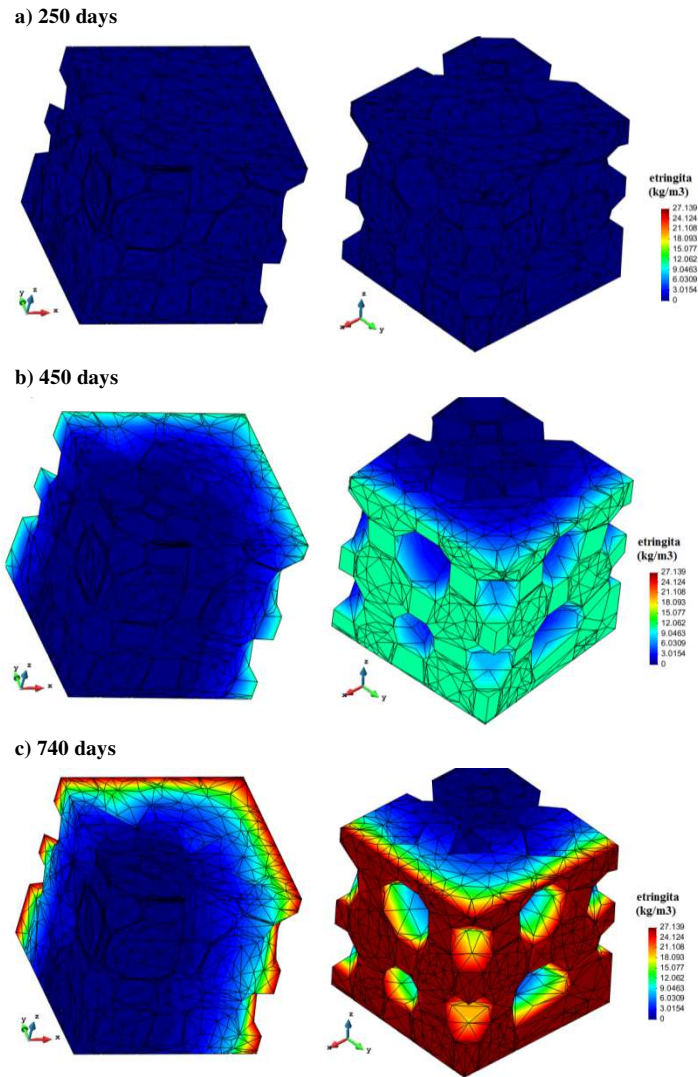 a) 250 days
etringita
(kg/m3)
27.139
24.124
21.108
18.093
15.077
12.062
9.0463
6.0309
3.0154
0
y z x
z x y
b) 450 days
etringita
(kg/m3)
27.139
24.124
21.108
18.093
15.077
12.062
9.0463
6.0309
3.0154
0
y z x
z x y
c) 740 days
etringita
(kg/m3)
27.139
24.124
21.108
18.093
15.077
12.062
9.0463
6.0309
3.0154
0
y z x
z x y